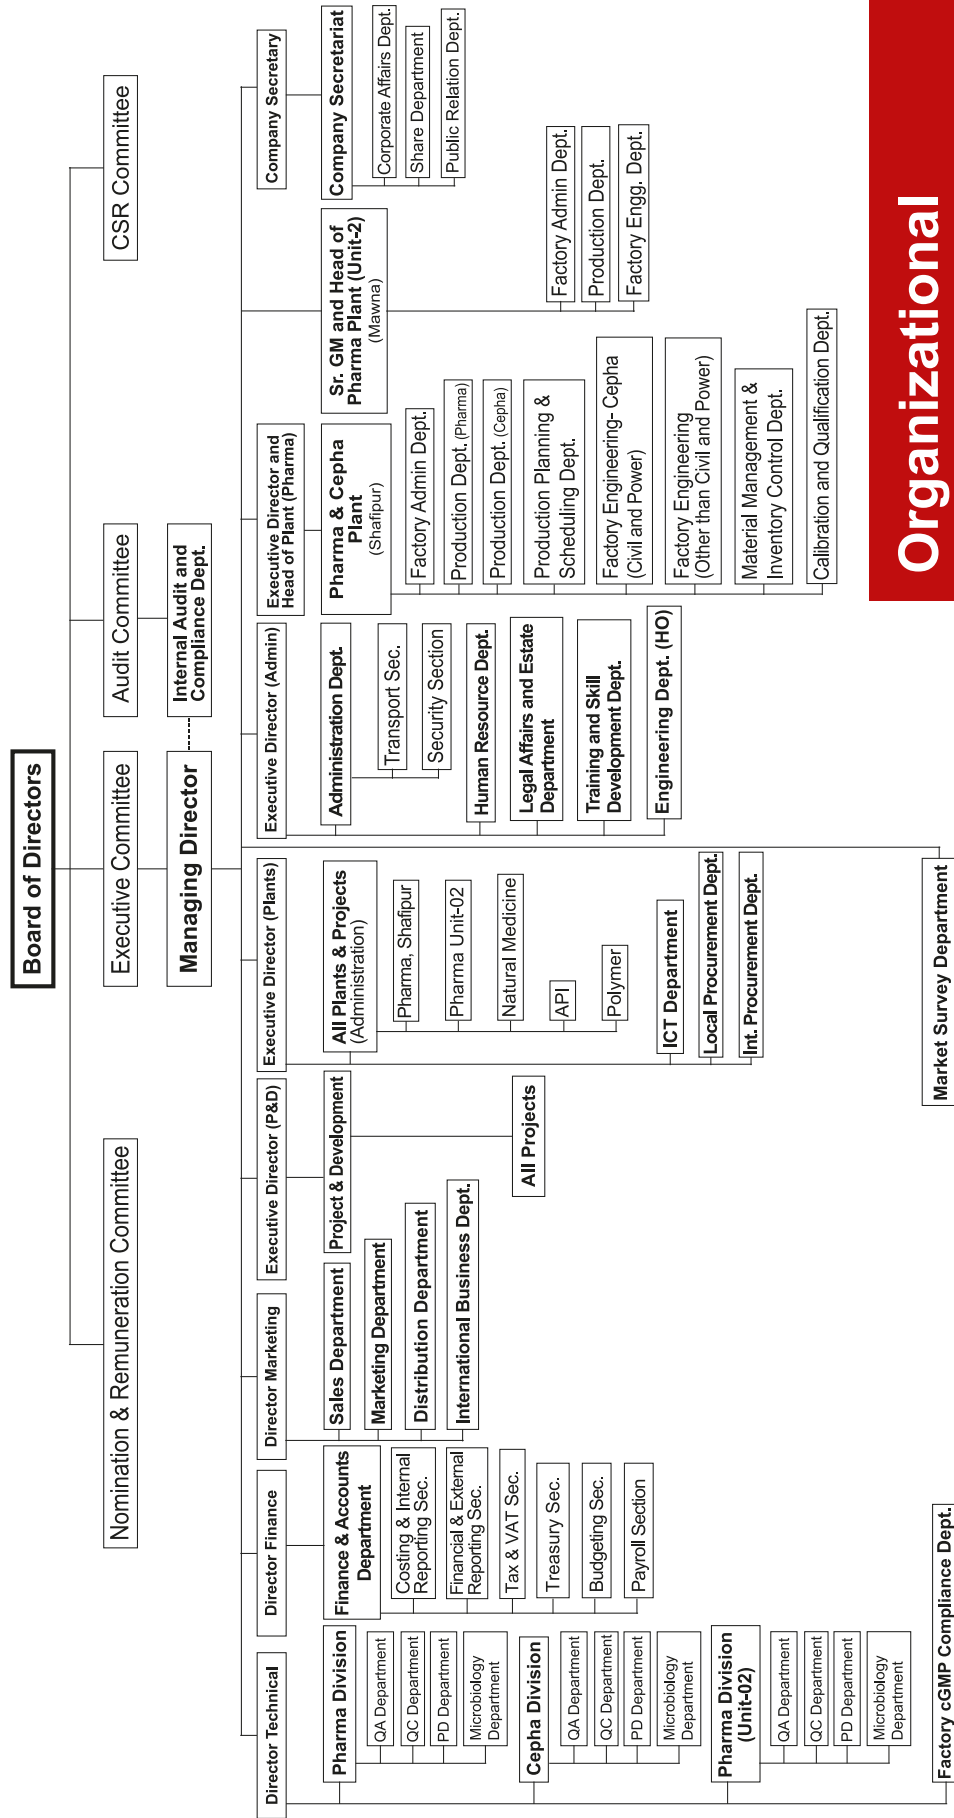 Board of Directors
Nomination & Remuneration Committee
Executive Committee
Audit Committee
CSR Committee
Managing Director
Internal Audit and
Compliance Dept.
Director Technical
Pharma Division
QA Department
QC Department
PD Department
Microbiology
Department
Cepha Division
QA Department
QC Department
PD Department
Microbiology
Department
Pharma Division
(Unit-02)
QA Department
QC Department
PD Department
Microbiology
Department
Factory cGMP Compliance Dept.
Director Finance
Finance & Accounts
Department
Costing & Internal
Reporting Sec.
Financial & External
Reporting Sec.
Tax & VAT Sec.
Treasury Sec.
Budgeting Sec.
Payroll Section
Director Marketing
Sales Department
Marketing Department
Distribution Department
International Business Dept.
Executive Director (P&D)
Project & Development
All Projects
Executive Director (Plants)
All Plants & Projects
(Administration)
Pharma, Shafipur
Pharma Unit-02
Natural Medicine
API
Polymer
ICT Department
Local Procurement Dept.
Int. Procurement Dept.
Market Survey Department
Executive Director (Admin)
Administration Dept.
Transport Sec.
Security Section
Human Resource Dept.
Legal Affairs and Estate
Department
Training and Skill
Development Dept.
Engineering Dept. (HO)
Executive Director and
Head of Plant (Pharma)
Pharma & Cepha
Plant
(Shafipur)
Factory Admin Dept.
Production Dept. (Pharma)
Production Dept. (Cepha)
Production Planning &
Scheduling Dept.
Factory Engineering- Cepha
(Civil and Power)
Factory Engineering
(Other than Civil and Power)
Material Management &
Inventory Control Dept.
Calibration and Qualification Dept.
Sr. GM and Head of
Pharma Plant (Unit-2)
(Mawna)
Factory Admin Dept.
Production Dept.
Factory Engg. Dept.
Company Secretary
Company Secretariat
Corporate Affairs Dept.
Share Department
Public Relation Dept.
Organizational